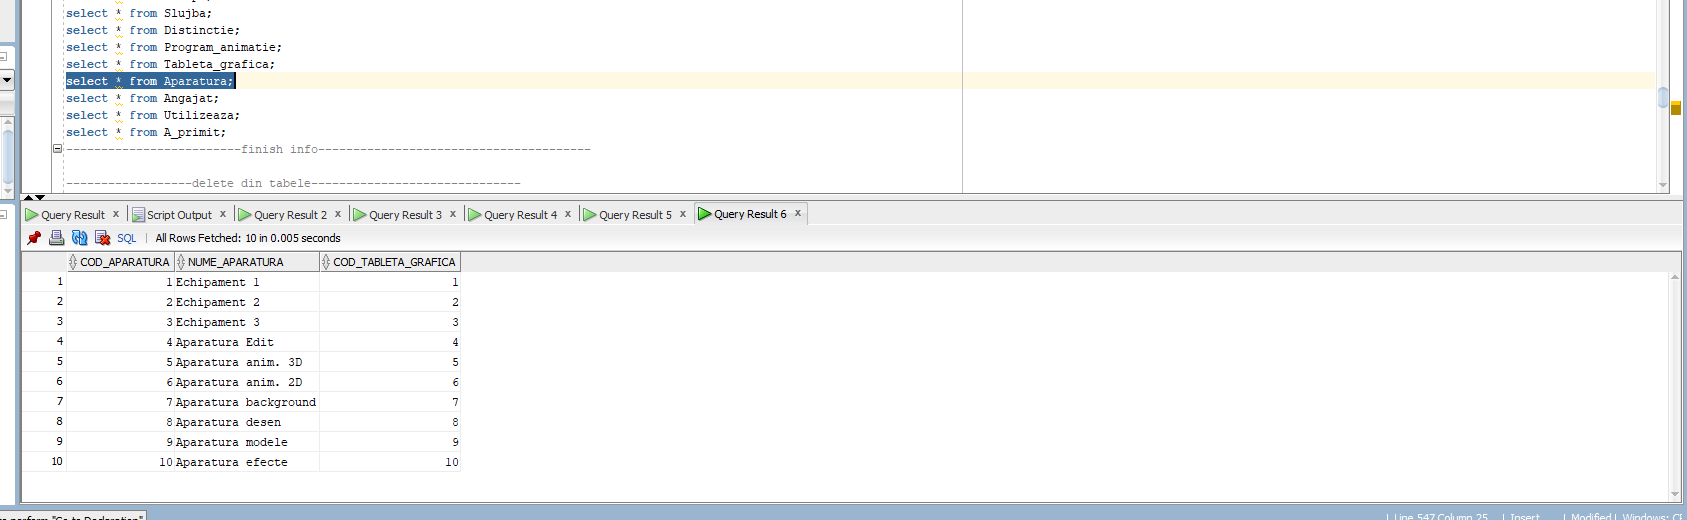 select * from Slujba;
select * from Distinctie;
select * from Program_animatie;
select * from Tableta_grafica;
select * from Aparatura;
select * from Angajat;
select * from Utilizeaza;
select * from A_primit;
-------------------------finish info---------------------------------------
------------------delete din tabele------------------------------
Query Result x Script Output x Query Result 2 x Query Result 3 x Query Result 4 x Query Result 5 x Query Result 6 x
SQL | All Rows Fetched: 10 in 0.005 seconds
COD_APARATURA NUME_APARATURA COD_TABLETA_GRAFICA
1 1 Echipament 1 1
2 2 Echipament 2 2
3 3 Echipament 3 3
4 4 Aparatura Edit 4
5 5 Aparatura anim. 3D 5
6 6 Aparatura anim. 2D 6
7 7 Aparatura background 7
8 8 Aparatura desen 8
9 9 Aparatura modele 9
10 10 Aparatura efecte 10
perform "Go to Declaration" | Line 547 Column 25 | Insert | Modified | Windows: